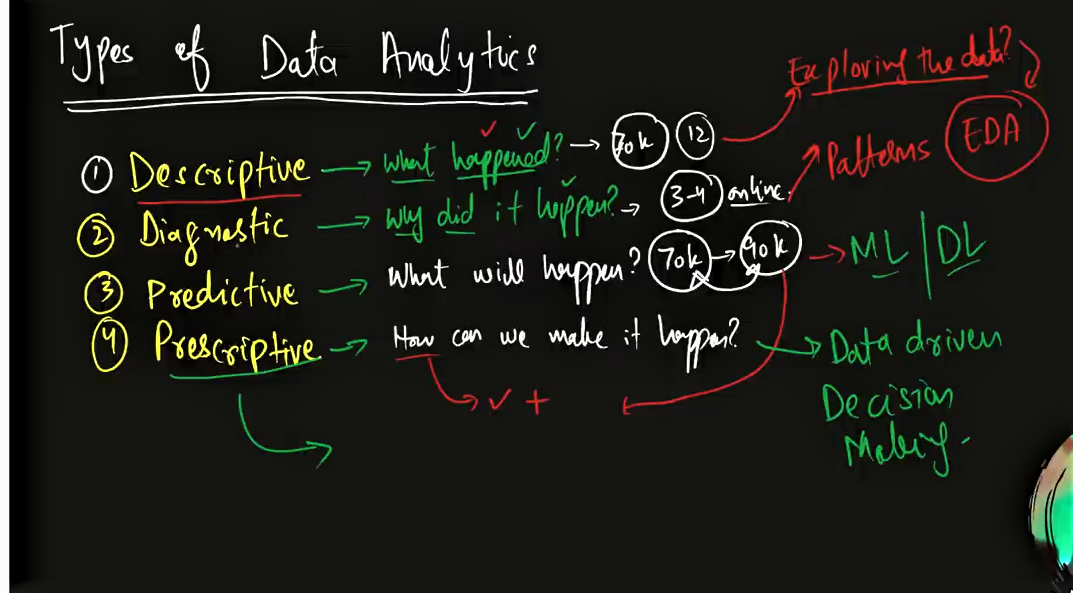 Types of Data Analytics
Exploring the data?
① Descriptive → What happened? → 70k 12
Patterns EDA
② Diagnostic → Why did it happen? → 3-4 online.
③ Predictive → What will happen? 70k → 90k → ML | DL
④ Prescriptive → How can we make it happen? → Data driven
Decision
Making.
✓ +